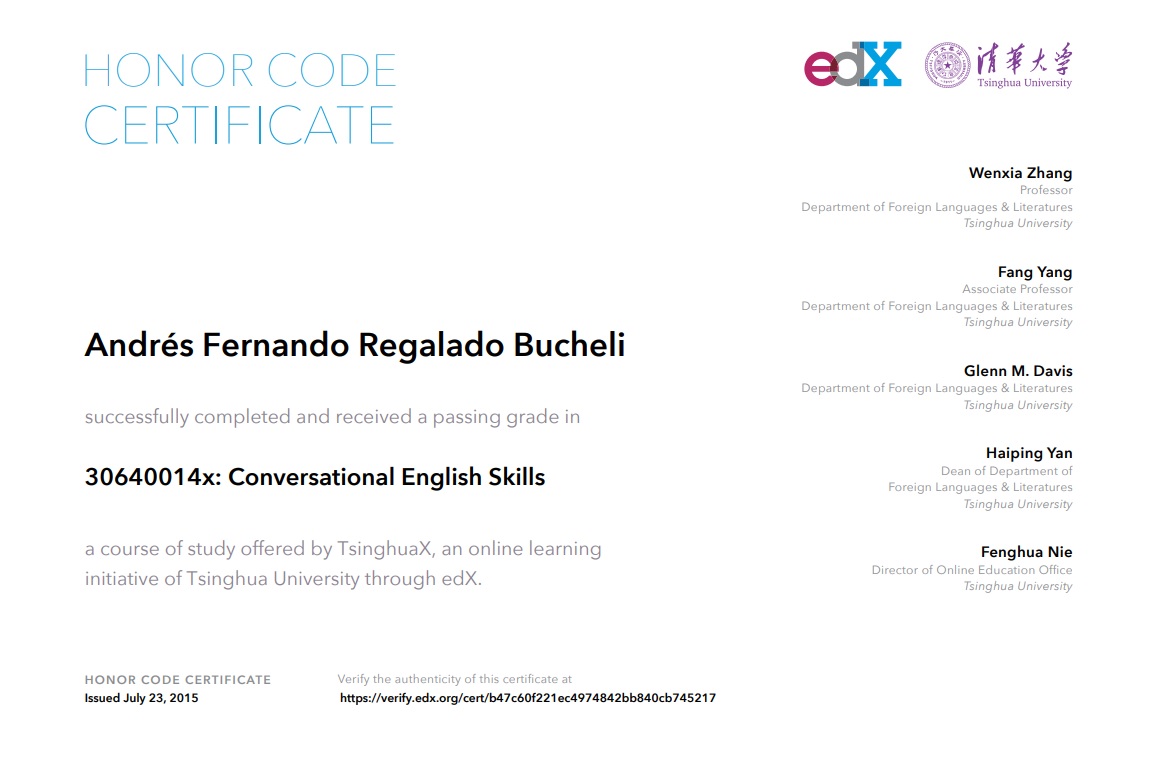 HONOR CODE
CERTIFICATE
edX
清華大学
Tsinghua University
Wenxia Zhang
Professor
Department of Foreign Languages & Literatures
Tsinghua University
Fang Yang
Associate Professor
Department of Foreign Languages & Literatures
Tsinghua University
Glenn M. Davis
Department of Foreign Languages & Literatures
Tsinghua University
Haiping Yan
Dean of Department of
Foreign Languages & Literatures
Tsinghua University
Fenghua Nie
Director of Online Education Office
Tsinghua University
Andrés Fernando Regalado Bucheli
successfully completed and received a passing grade in
30640014x: Conversational English Skills
a course of study offered by TsinghuaX, an online learning
initiative of Tsinghua University through edX.
HONOR CODE CERTIFICATE
Issued July 23, 2015
Verify the authenticity of this certificate at
https://verify.edx.org/cert/b47c60f221ec4974842bb840cb745217